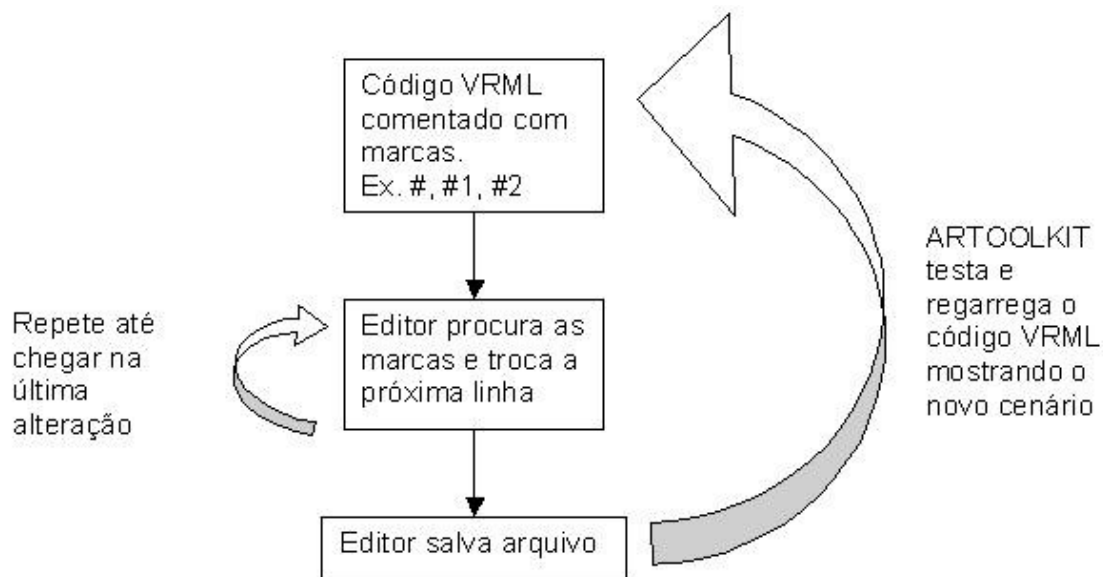 Código VRML
comentado com
marcas.
Ex. #, #1, #2
ARTOOLKIT
testa e
regarrega o
código VRML
mostrando o
novo cenário
Repete até
chegar na
última
alteração
Editor procura as
marcas e troca a
próxima linha
Editor salva arquivo